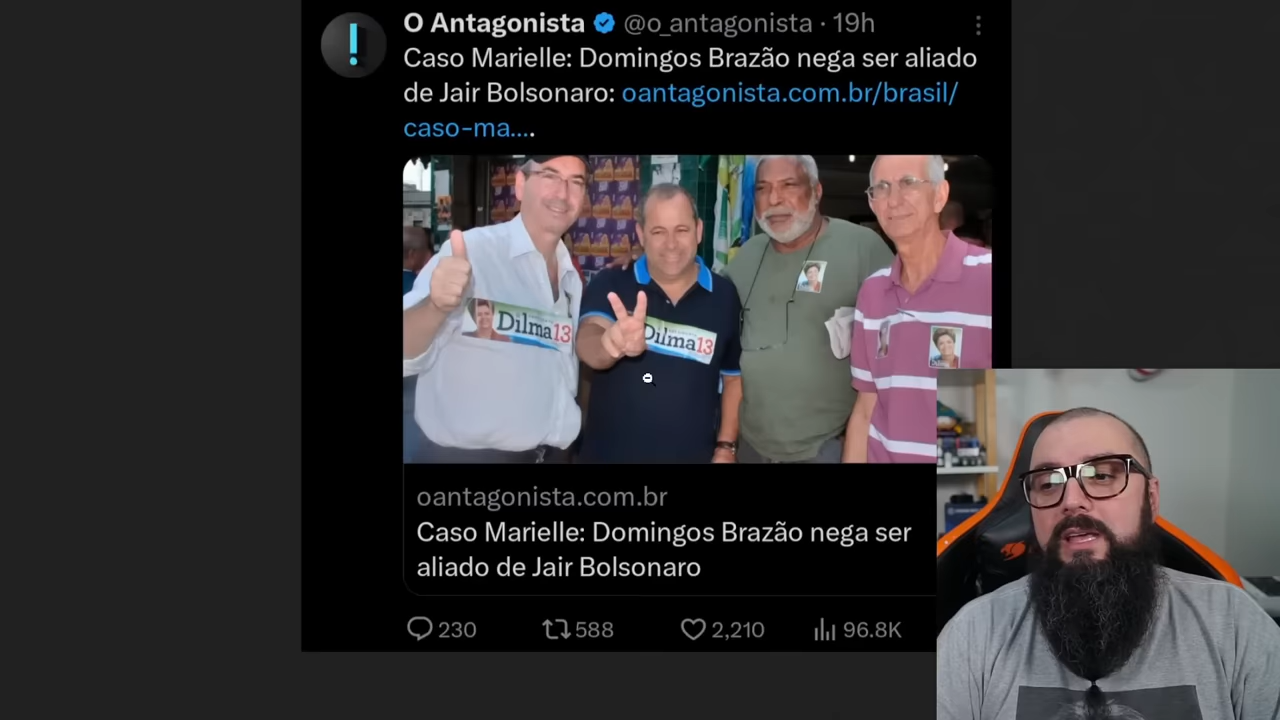 O Antagonista @o_antagonista · 19h
Caso Marielle: Domingos Brazão nega ser aliado
de Jair Bolsonaro: oantagonista.com.br/brasil/
caso-ma....
Dilma13
Dilma13
oantagonista.com.br
Caso Marielle: Domingos Brazão nega ser
aliado de Jair Bolsonaro
230 588 2,210 96.8K